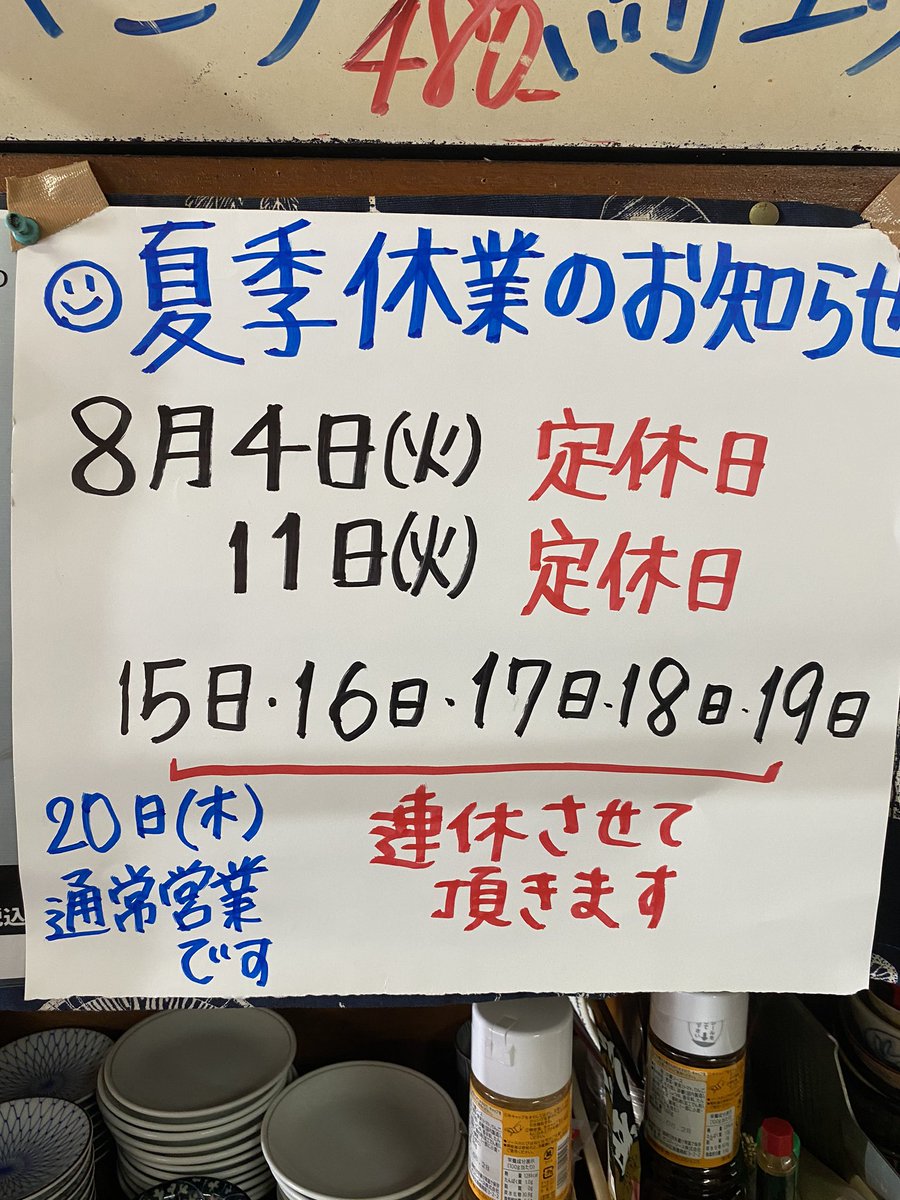 480
夏季休業のお知らせ
8月4日(火) 定休日
11日(火) 定休日
15日・16日・17日・18日・19日
連休させて
頂きます
20日(木)
通常営業
です